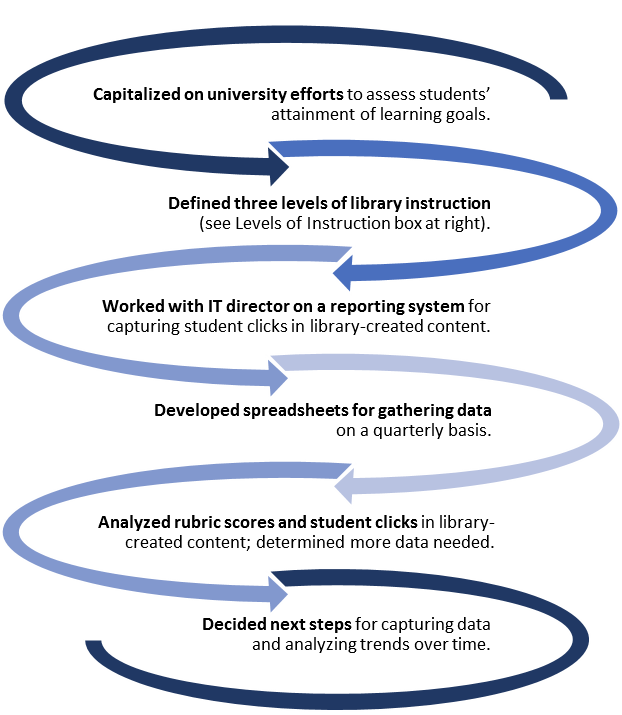 Capitalized on university efforts to assess students’
attainment of learning goals.
Defined three levels of library instruction
(see Levels of Instruction box at right).
Worked with IT director on a reporting system for
capturing student clicks in library-created content.
Developed spreadsheets for gathering data
on a quarterly basis.
Analyzed rubric scores and student clicks in library-
created content; determined more data needed.
Decided next steps for capturing data
and analyzing trends over time.